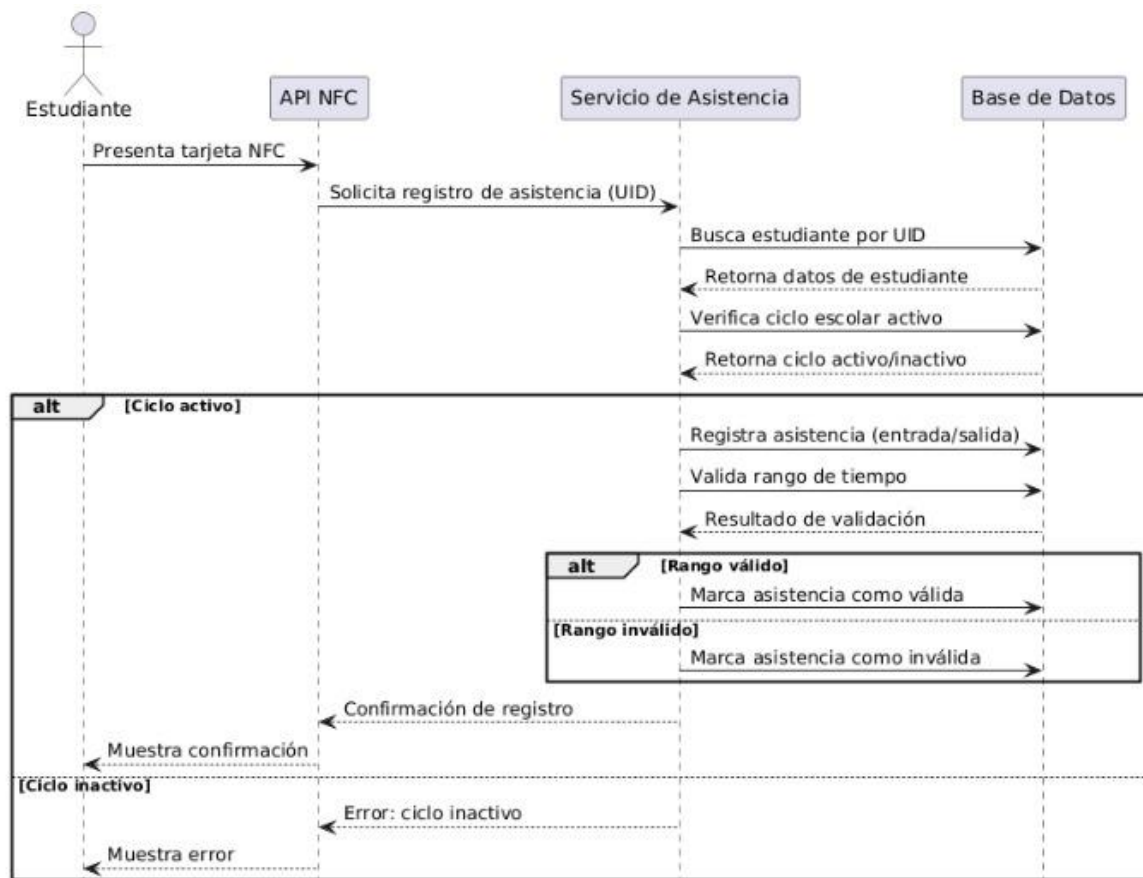 Estudiante
API NFC
Servicio de Asistencia
Base de Datos
Presenta tarjeta NFC
Solicita registro de asistencia (UID)
Busca estudiante por UID
Retorna datos de estudiante
Verifica ciclo escolar activo
Retorna ciclo activo/inactivo
alt [Ciclo activo]
Registra asistencia (entrada/salida)
Valida rango de tiempo
Resultado de validación
alt [Rango válido]
Marca asistencia como válida
[Rango inválido]
Marca asistencia como inválida
Confirmación de registro
Muestra confirmación
[Ciclo inactivo]
Error: ciclo inactivo
Muestra error